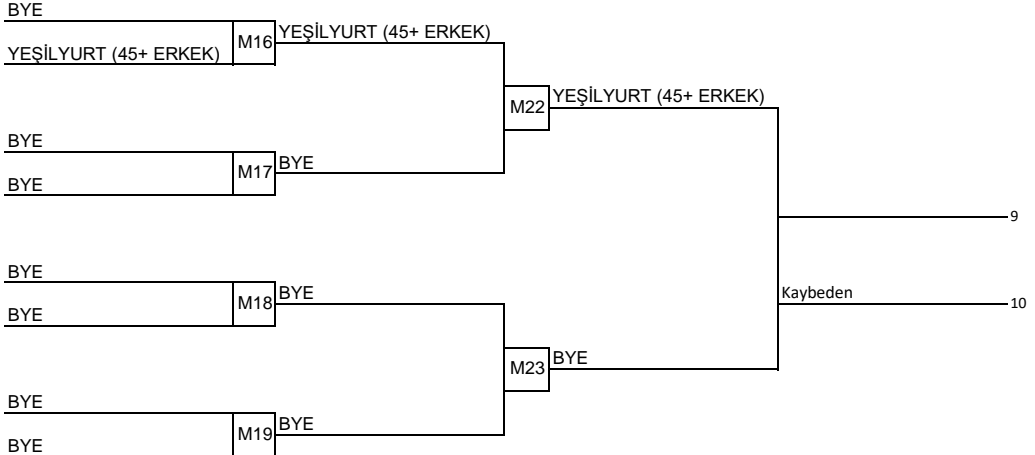 BYE
M16
YEŞİLYURT (45+ ERKEK)
YEŞİLYURT (45+ ERKEK)
M22
YEŞİLYURT (45+ ERKEK)
BYE
M17
BYE
BYE
9
BYE
M18
BYE
BYE
Kaybeden
10
M23
BYE
BYE
M19
BYE
BYE